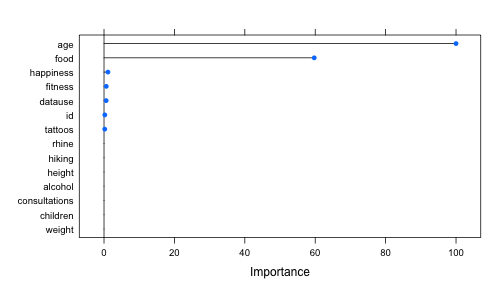 age
food
happiness
fitness
datause
id
tattoos
rhine
hiking
height
alcohol
consultations
children
weight
0 20 40 60 80 100
Importance